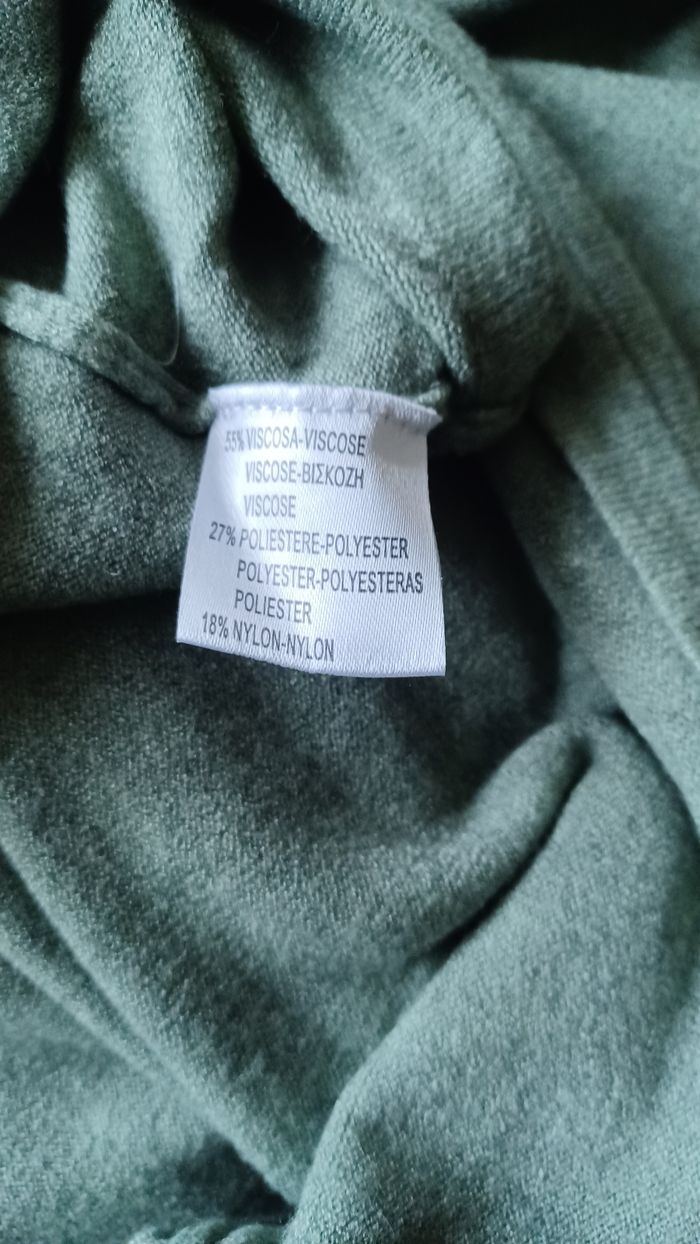 55% VISCOSA-VISCOSE
VISCOSE-ΒΙΣΚΟΖΗ
VISCOSE
27% POLIESTERE-POLYESTER
POLYESTER-POLYESTERAS
POLIESTER
18% NYLON-NYLON